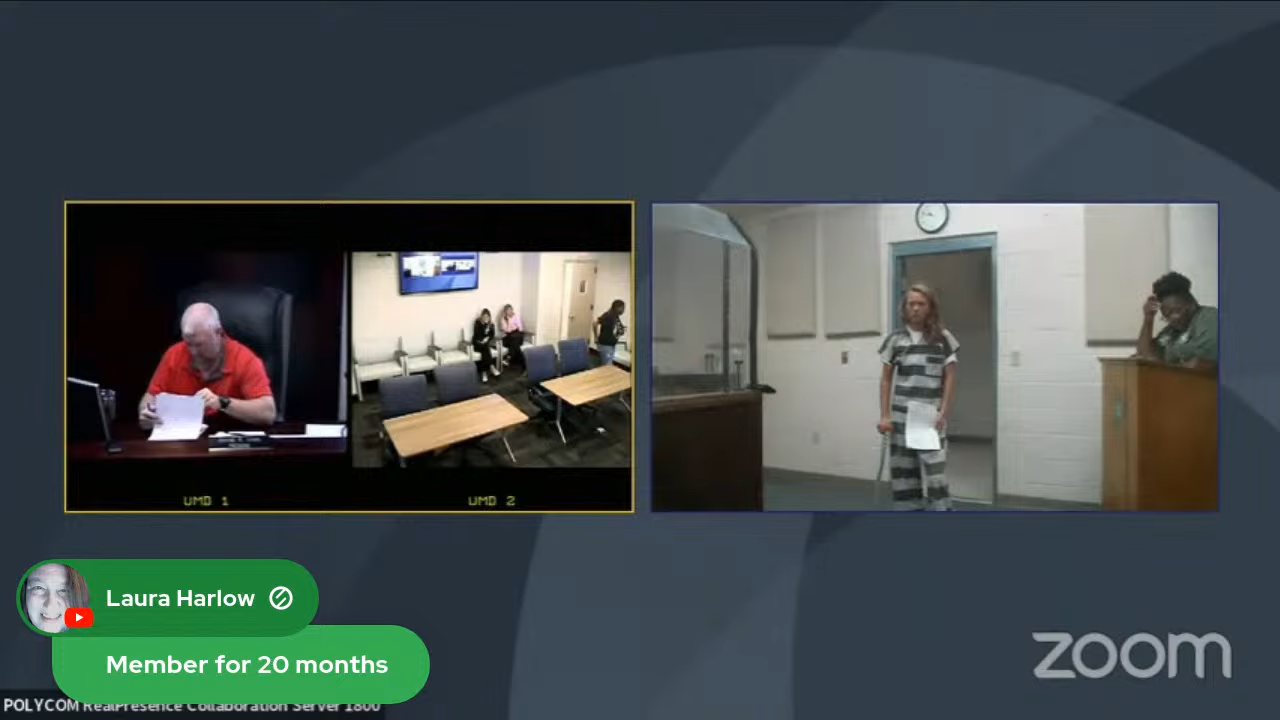 UMD 1
UMD 2
Laura Harlow
Member for 20 months
zoom
POLYCOM RealPresence Collaboration Server 1800